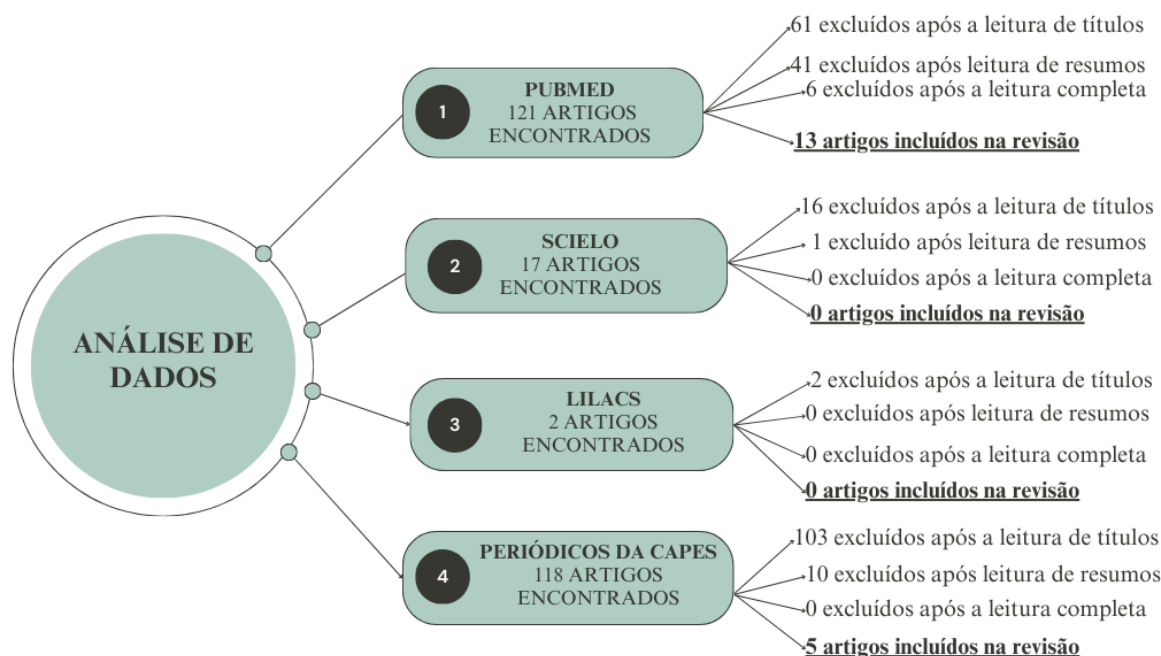 ANÁLISE DE
DADOS
1
PUBMED
121 ARTIGOS
ENCONTRADOS
61 excluídos após a leitura de títulos
41 excluídos após leitura de resumos
6 excluídos após a leitura completa
13 artigos incluídos na revisão
2
SCIELO
17 ARTIGOS
ENCONTRADOS
16 excluídos após a leitura de títulos
1 excluído após leitura de resumos
0 excluídos após a leitura completa
0 artigos incluídos na revisão
3
LILACS
2 ARTIGOS
ENCONTRADOS
2 excluídos após a leitura de títulos
0 excluídos após leitura de resumos
0 excluídos após a leitura completa
0 artigos incluídos na revisão
4
PERIÓDICOS DA CAPES
118 ARTIGOS
ENCONTRADOS
103 excluídos após a leitura de títulos
10 excluídos após leitura de resumos
0 excluídos após a leitura completa
5 artigos incluídos na revisão